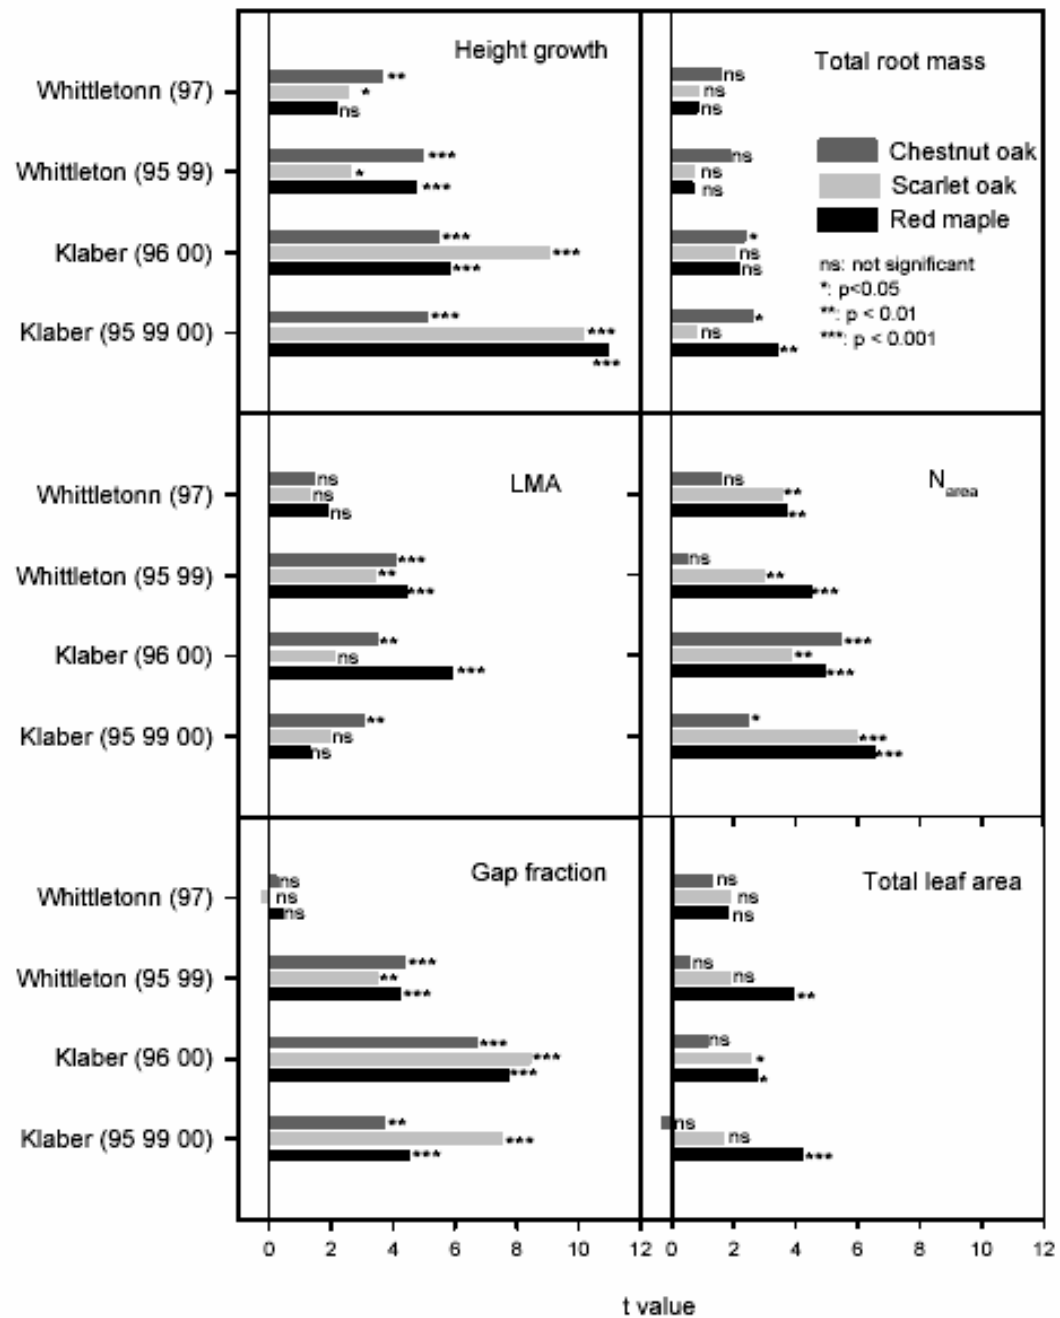 Height growth
Whittletonn (97)
**
*
ns
Whittleton (95 99)
***
*
***
Klaber (96 00)
***
***
***
Klaber (95 99 00)
***
***
***
Total root mass
ns
ns
ns
Chestnut oak
Scarlet oak
Red maple
ns: not significant
*: p<0.05
**: p < 0.01
***: p < 0.001
ns
ns
ns
*
ns
ns
*
ns
**
LMA
Whittletonn (97)
ns
ns
ns
Whittleton (95 99)
***
**
***
Klaber (96 00)
**
ns
***
Klaber (95 99 00)
**
ns
ns
N area
ns
**
**
ns
**
***
***
**
***
*
***
***
Gap fraction
Whittletonn (97)
ns
ns
ns
Whittleton (95 99)
***
**
***
Klaber (96 00)
***
***
***
Klaber (95 99 00)
**
***
***
Total leaf area
ns
ns
ns
ns
ns
**
ns
*
*
ns
ns
***
0 2 4 6 8 10 12 0 2 4 6 8 10 12
t value